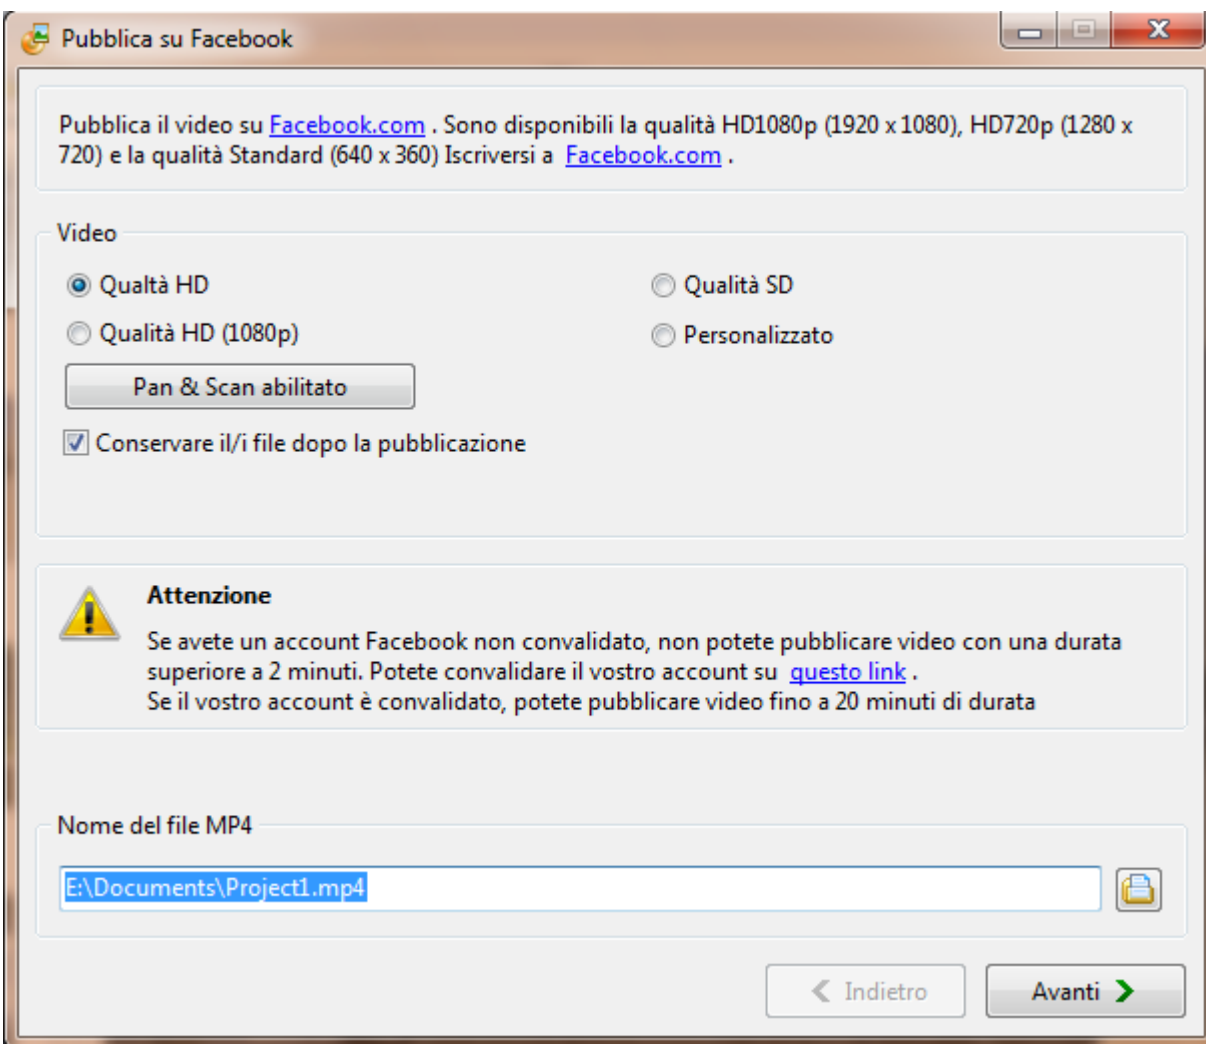 Pubblica su Facebook
Pubblica il video su Facebook.com . Sono disponibili la qualità HD1080p (1920 x 1080), HD720p (1280 x
720) e la qualità Standard (640 x 360) Iscriversi a Facebook.com .
Video
Qualtà HD
Qualità SD
Qualità HD (1080p)
Personalizzato
Pan & Scan abilitato
Conservare il/i file dopo la pubblicazione
Attenzione
Se avete un account Facebook non convalidato, non potete pubblicare video con una durata
superiore a 2 minuti. Potete convalidare il vostro account su questo link .
Se il vostro account è convalidato, potete pubblicare video fino a 20 minuti di durata
Nome del file MP4
E:\Documents\Project1.mp4
Indietro
Avanti